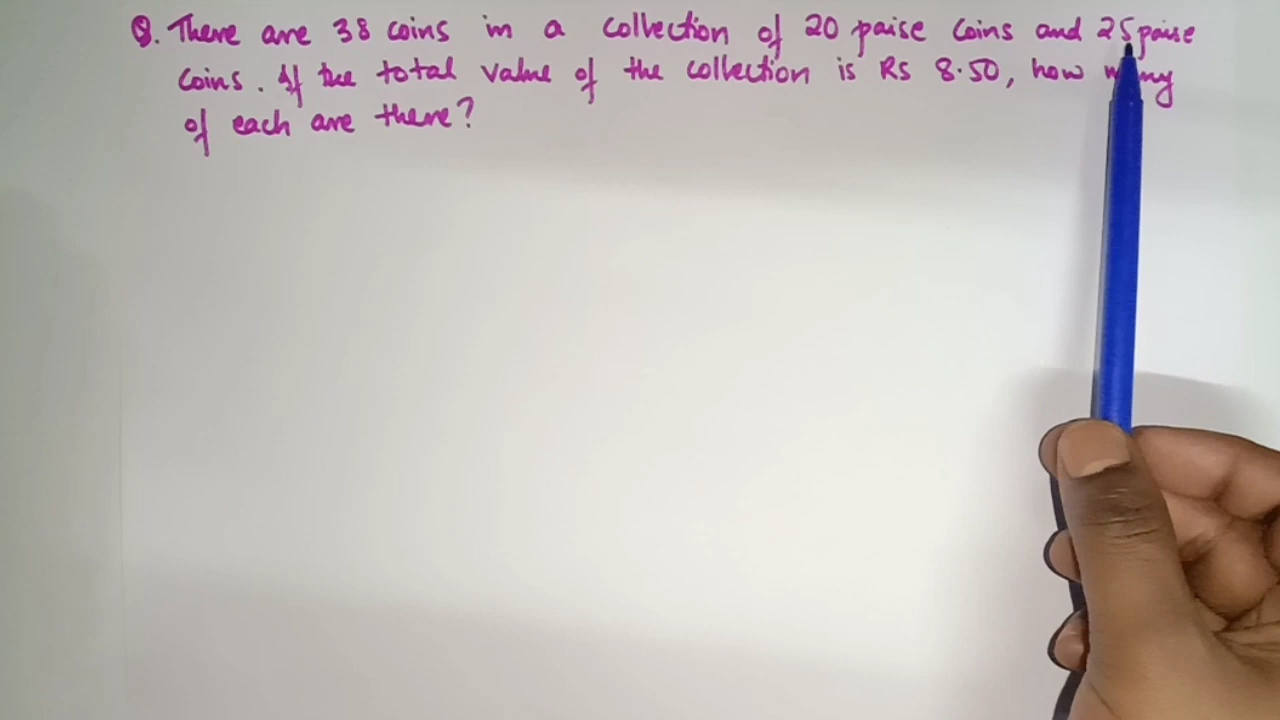 Q. There are 38 coins in a collection of 20 paise coins and 25 paise
coins. If the total value of the collection is Rs 8.50, how many
of each are there?